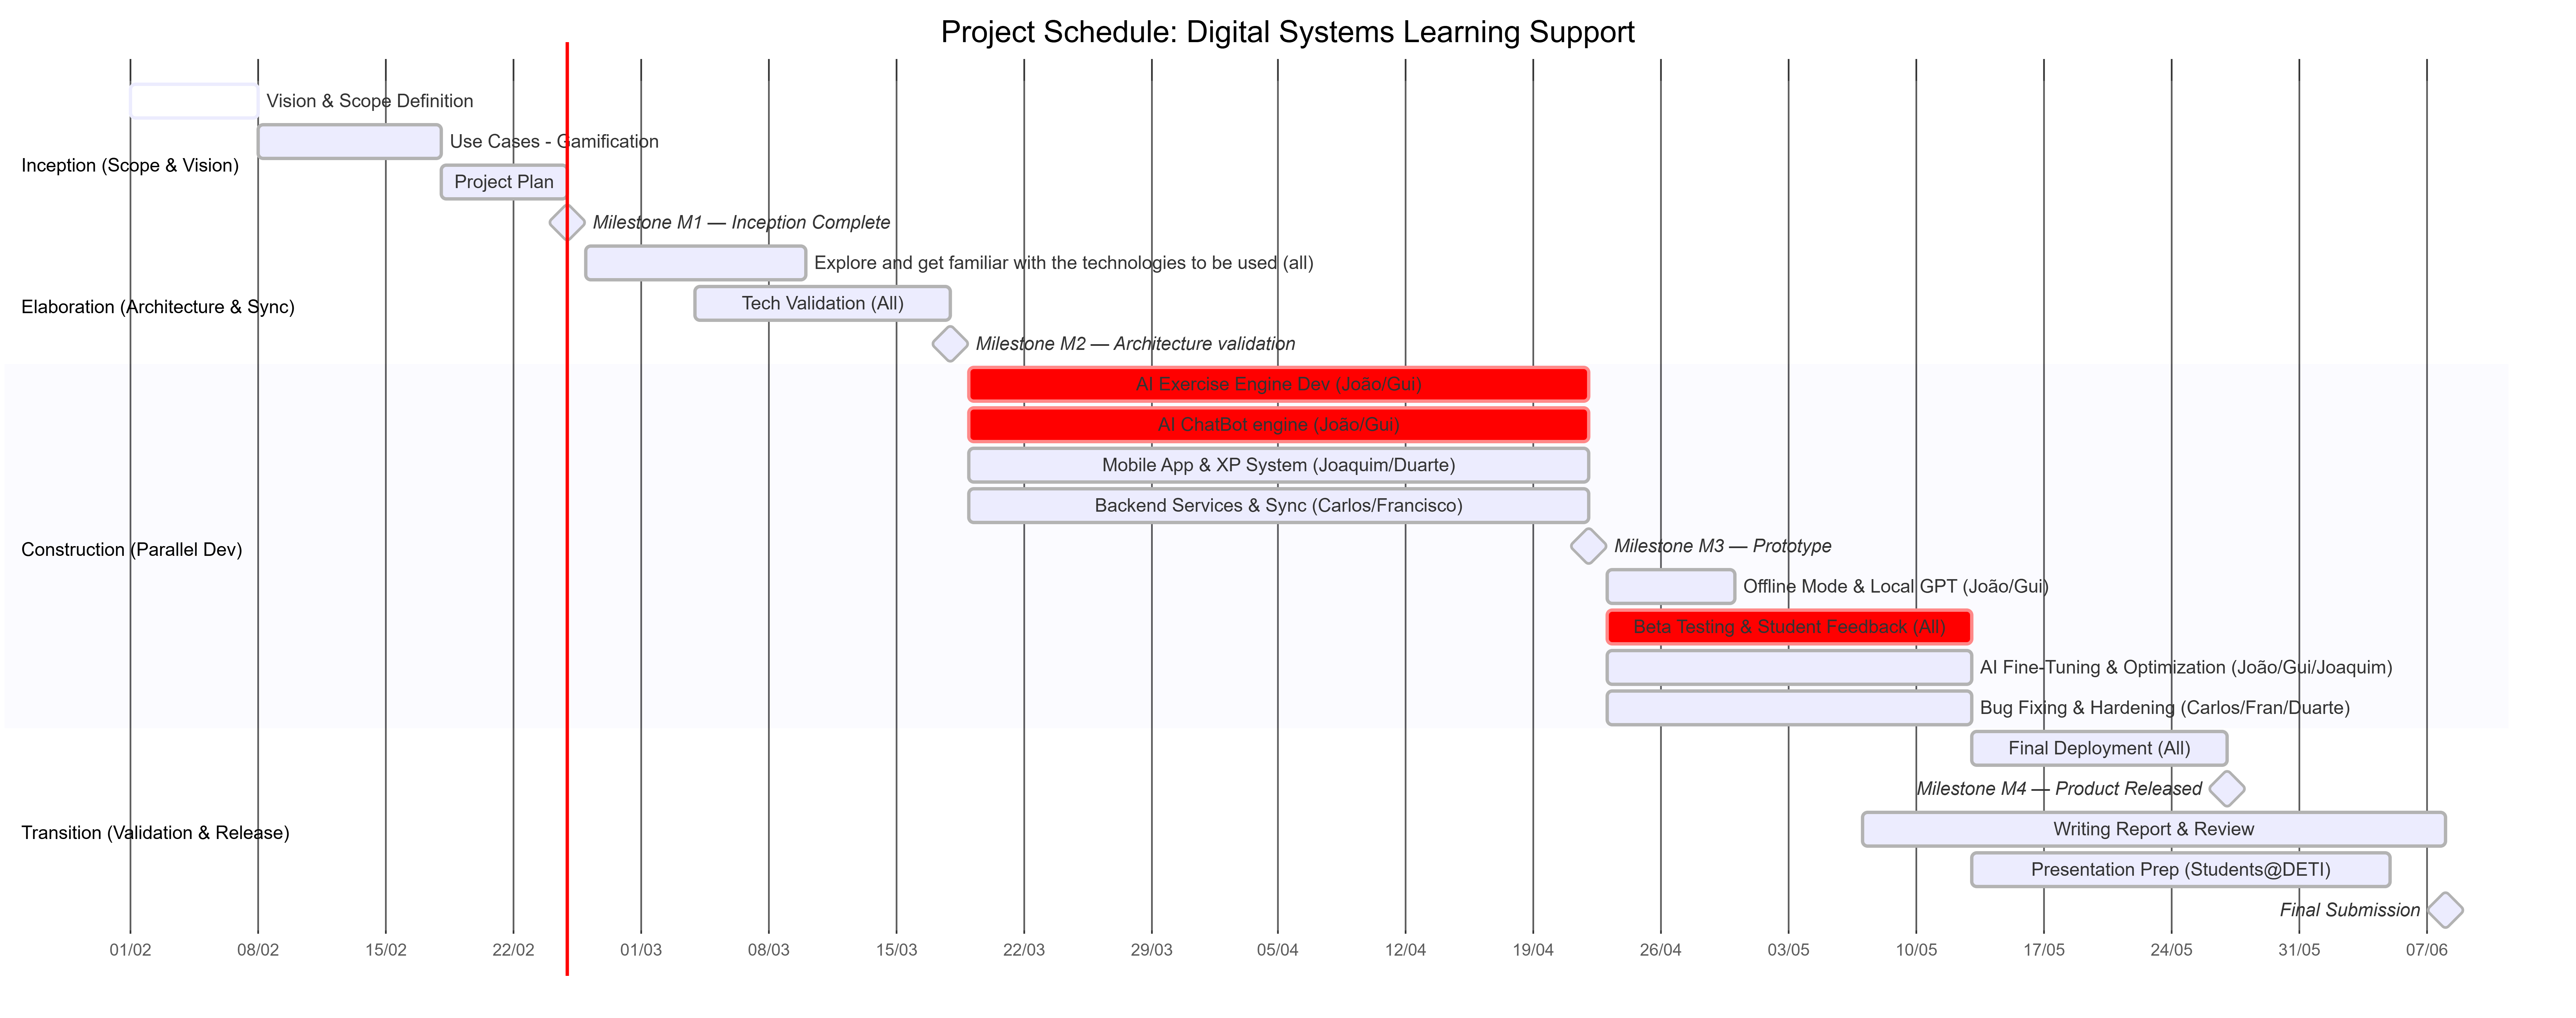 Project Schedule: Digital Systems Learning Support
Vision & Scope Definition
Use Cases - Gamification
Inception (Scope & Vision)
Project Plan
Milestone M1 — Inception Complete
Explore and get familiar with the technologies to be used (all)
Elaboration (Architecture & Sync)
Tech Validation (All)
Milestone M2 — Architecture validation
AI Exercise Engine Dev (João/Gui)
AI ChatBot engine (João/Gui)
Mobile App & XP System (Joaquim/Duarte)
Backend Services & Sync (Carlos/Francisco)
Construction (Parallel Dev)
Milestone M3 — Prototype
Offline Mode & Local GPT (João/Gui)
Beta Testing & Student Feedback (All)
AI Fine-Tuning & Optimization (João/Gui/Joaquim)
Bug Fixing & Hardening (Carlos/Fran/Duarte)
Final Deployment (All)
Milestone M4 — Product Released
Transition (Validation & Release)
Writing Report & Review
Presentation Prep (Students@DETI)
Final Submission
01/02 08/02 15/02 22/02 01/03 08/03 15/03 22/03 29/03 05/04 12/04 19/04 26/04 03/05 10/05 17/05 24/05 31/05 07/06